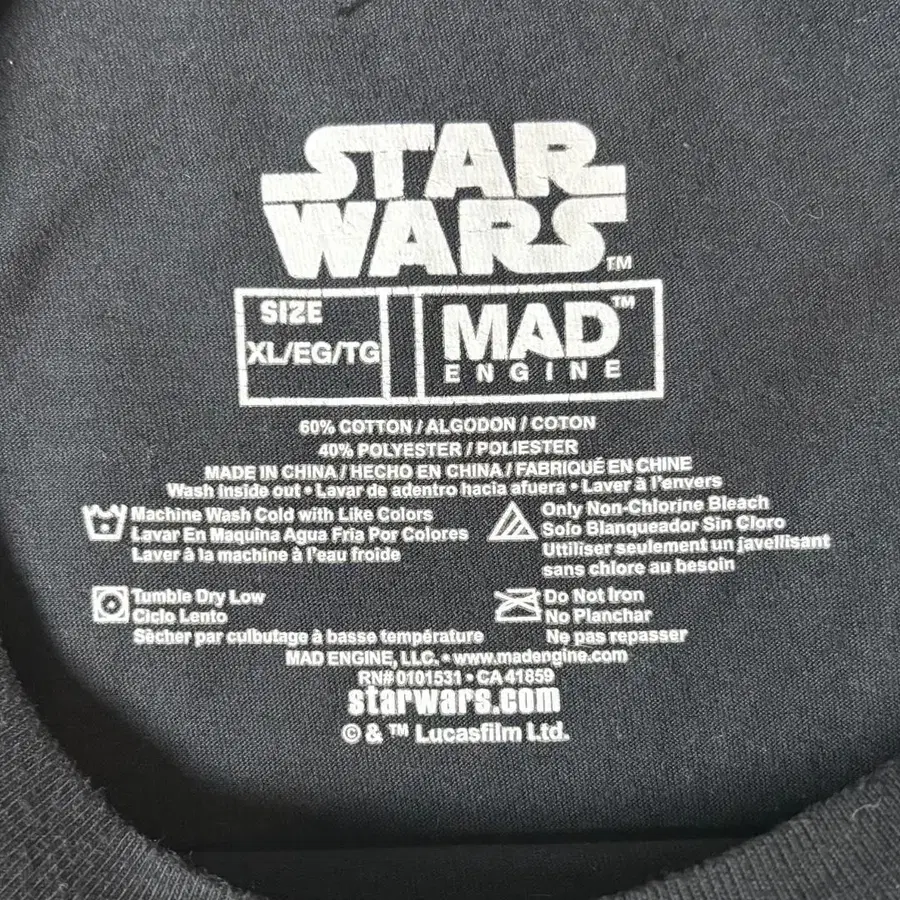 STAR
WARS™
SIZE
XL/EG/TG
MAD™
ENGINE
60% COTTON / ALGODON / COTON
40% POLYESTER / POLIESTER
MADE IN CHINA / HECHO EN CHINA / FABRIQUÉ EN CHINE
Wash inside out • Lavar de adentro hacia afuera • Laver à l'envers
Machine Wash Cold with Like Colors
Lavar En Maquina Agua Fria Por Colores
Laver à la machine à l'eau froide
Only Non-Chlorine Bleach
Solo Blanqueador Sin Cloro
Utiliser seulement un javellisant
sans chlore au besoin
Tumble Dry Low
Ciclo Lento
Sècher par culbutage à basse température
Do Not Iron
No Planchar
Ne pas repasser
MAD ENGINE, LLC. • www.madengine.com
RN# 0101531 • CA 41859
starwars.com
© & ™ Lucasfilm Ltd.